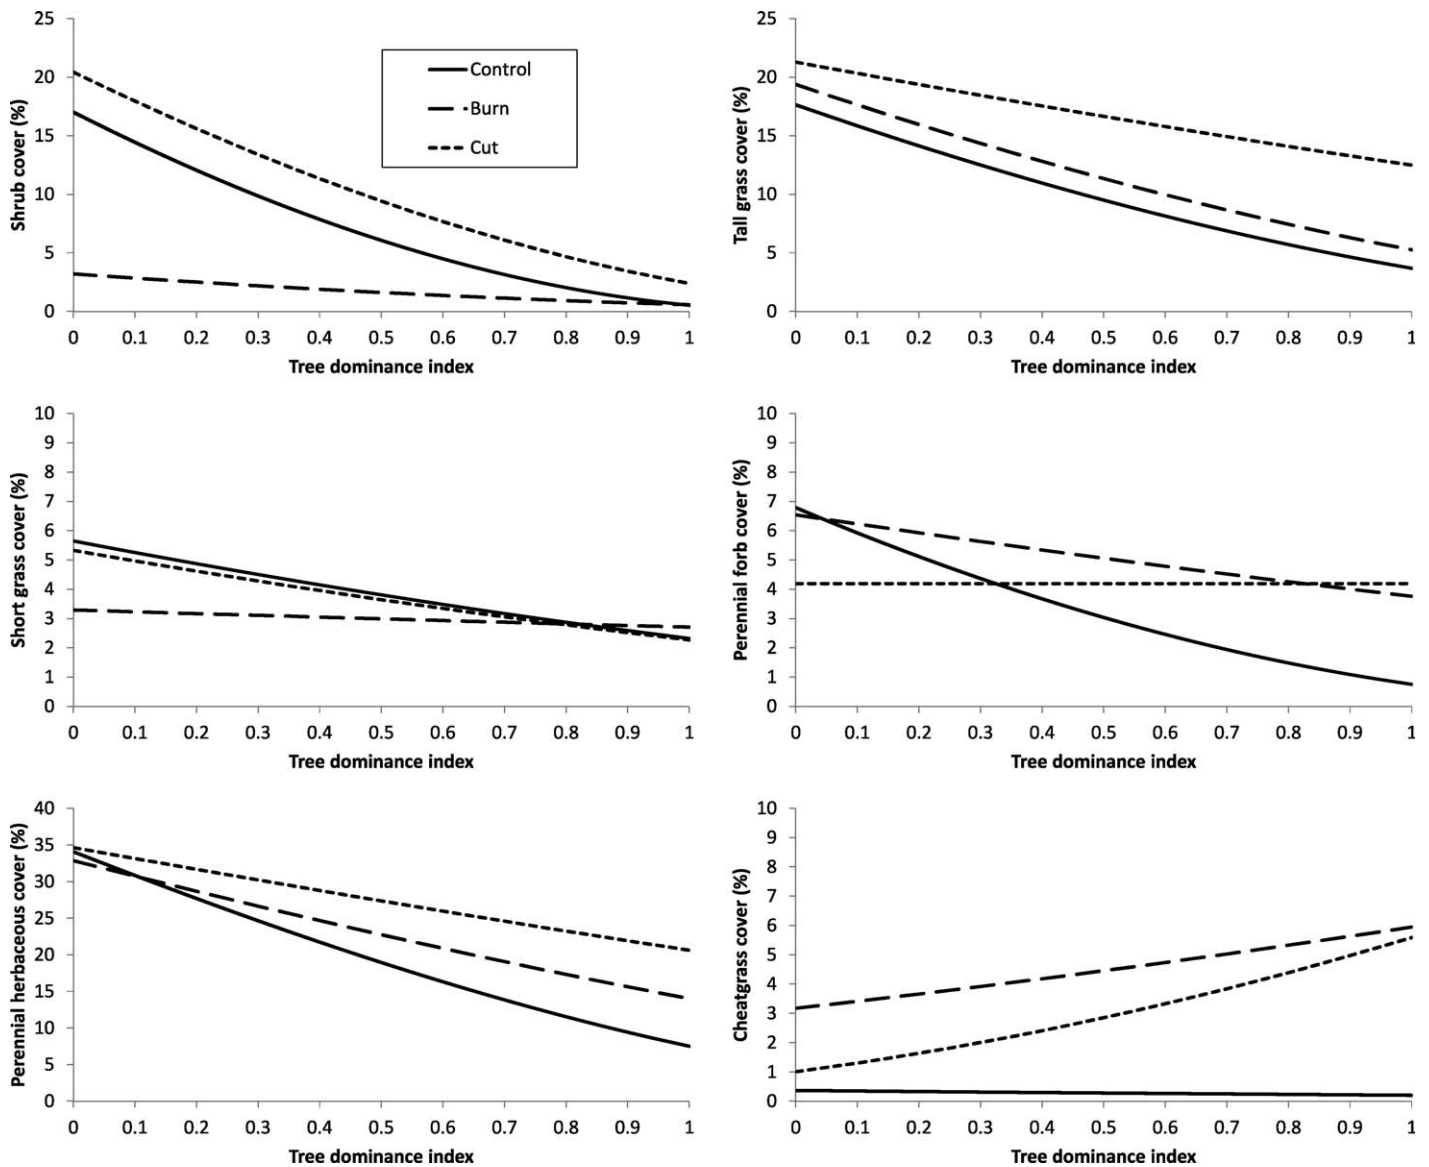 25
20
15
10
5
0
Shrub cover (%)
Control
Burn
Cut
0 0.1 0.2 0.3 0.4 0.5 0.6 0.7 0.8 0.9 1
Tree dominance index
25
20
15
10
5
0
Tall grass cover (%)
0 0.1 0.2 0.3 0.4 0.5 0.6 0.7 0.8 0.9 1
Tree dominance index
10
9
8
7
6
5
4
3
2
1
0
Short grass cover (%)
0 0.1 0.2 0.3 0.4 0.5 0.6 0.7 0.8 0.9 1
Tree dominance index
10
9
8
7
6
5
4
3
2
1
0
Perennial forb cover (%)
0 0.1 0.2 0.3 0.4 0.5 0.6 0.7 0.8 0.9 1
Tree dominance index
40
35
30
25
20
15
10
5
0
Perennial herbaceous cover (%)
0 0.1 0.2 0.3 0.4 0.5 0.6 0.7 0.8 0.9 1
Tree dominance index
10
9
8
7
6
5
4
3
2
1
0
Cheatgrass cover (%)
0 0.1 0.2 0.3 0.4 0.5 0.6 0.7 0.8 0.9 1
Tree dominance index